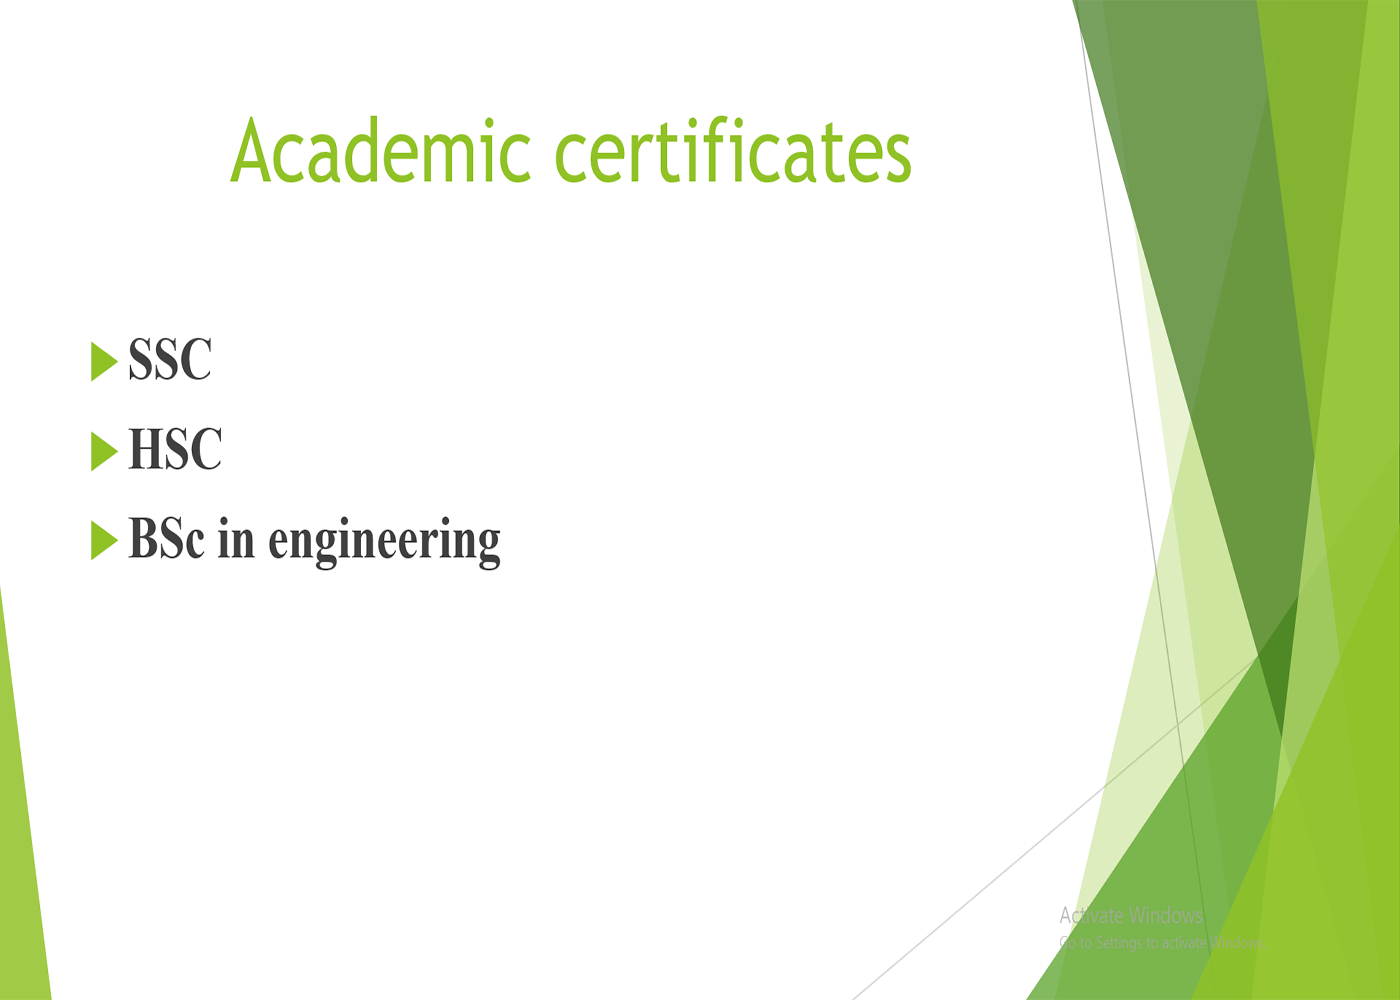 Academic certificates
SSC
HSC
BSc in engineering
Activate Windows
Go to Settings to activate Windows.